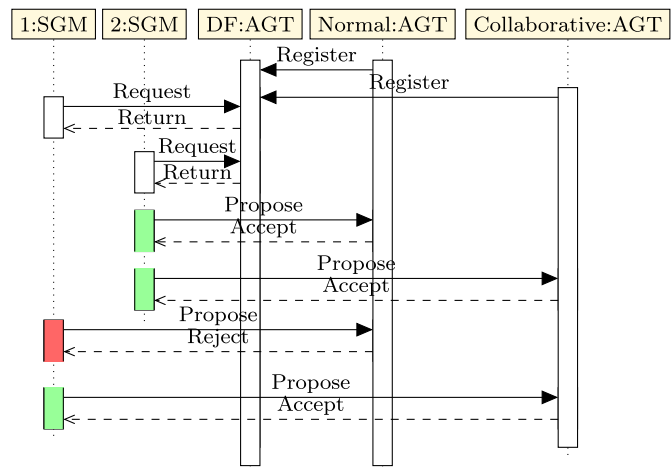 1:SGM 2:SGM DF:AGT Normal:AGT Collaborative:AGT
Register
Register
Request
Return
Request
Return
Propose
Accept
Propose
Accept
Propose
Reject
Propose
Accept